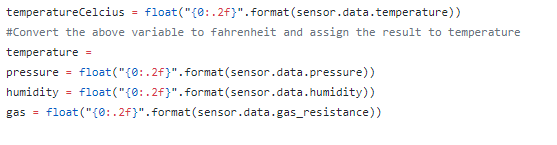 temperatureCelcius = float("{0:.2f}".format(sensor.data.temperature))
#Convert the above variable to fahrenheit and assign the result to temperature
temperature =
pressure = float("{0:.2f}".format(sensor.data.pressure))
humidity = float("{0:.2f}".format(sensor.data.humidity))
gas = float("{0:.2f}".format(sensor.data.gas_resistance))